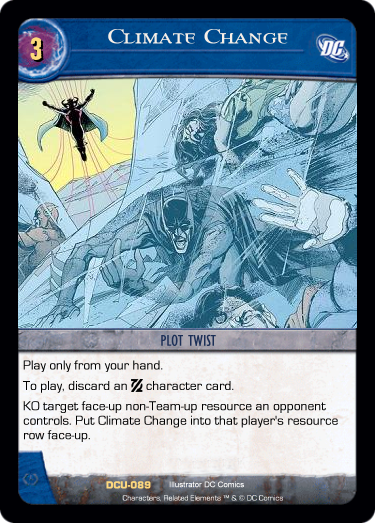 3
CLIMATE CHANGE
DC
PLOT TWIST
Play only from your hand.
To play, discard an character card.
KO target face-up non-Team-up resource an opponent
controls. Put Climate Change into that player's resource
row face-up.
DCU-089 Illustrator DC Comics
Characters, Related Elements ™ & © DC Comics